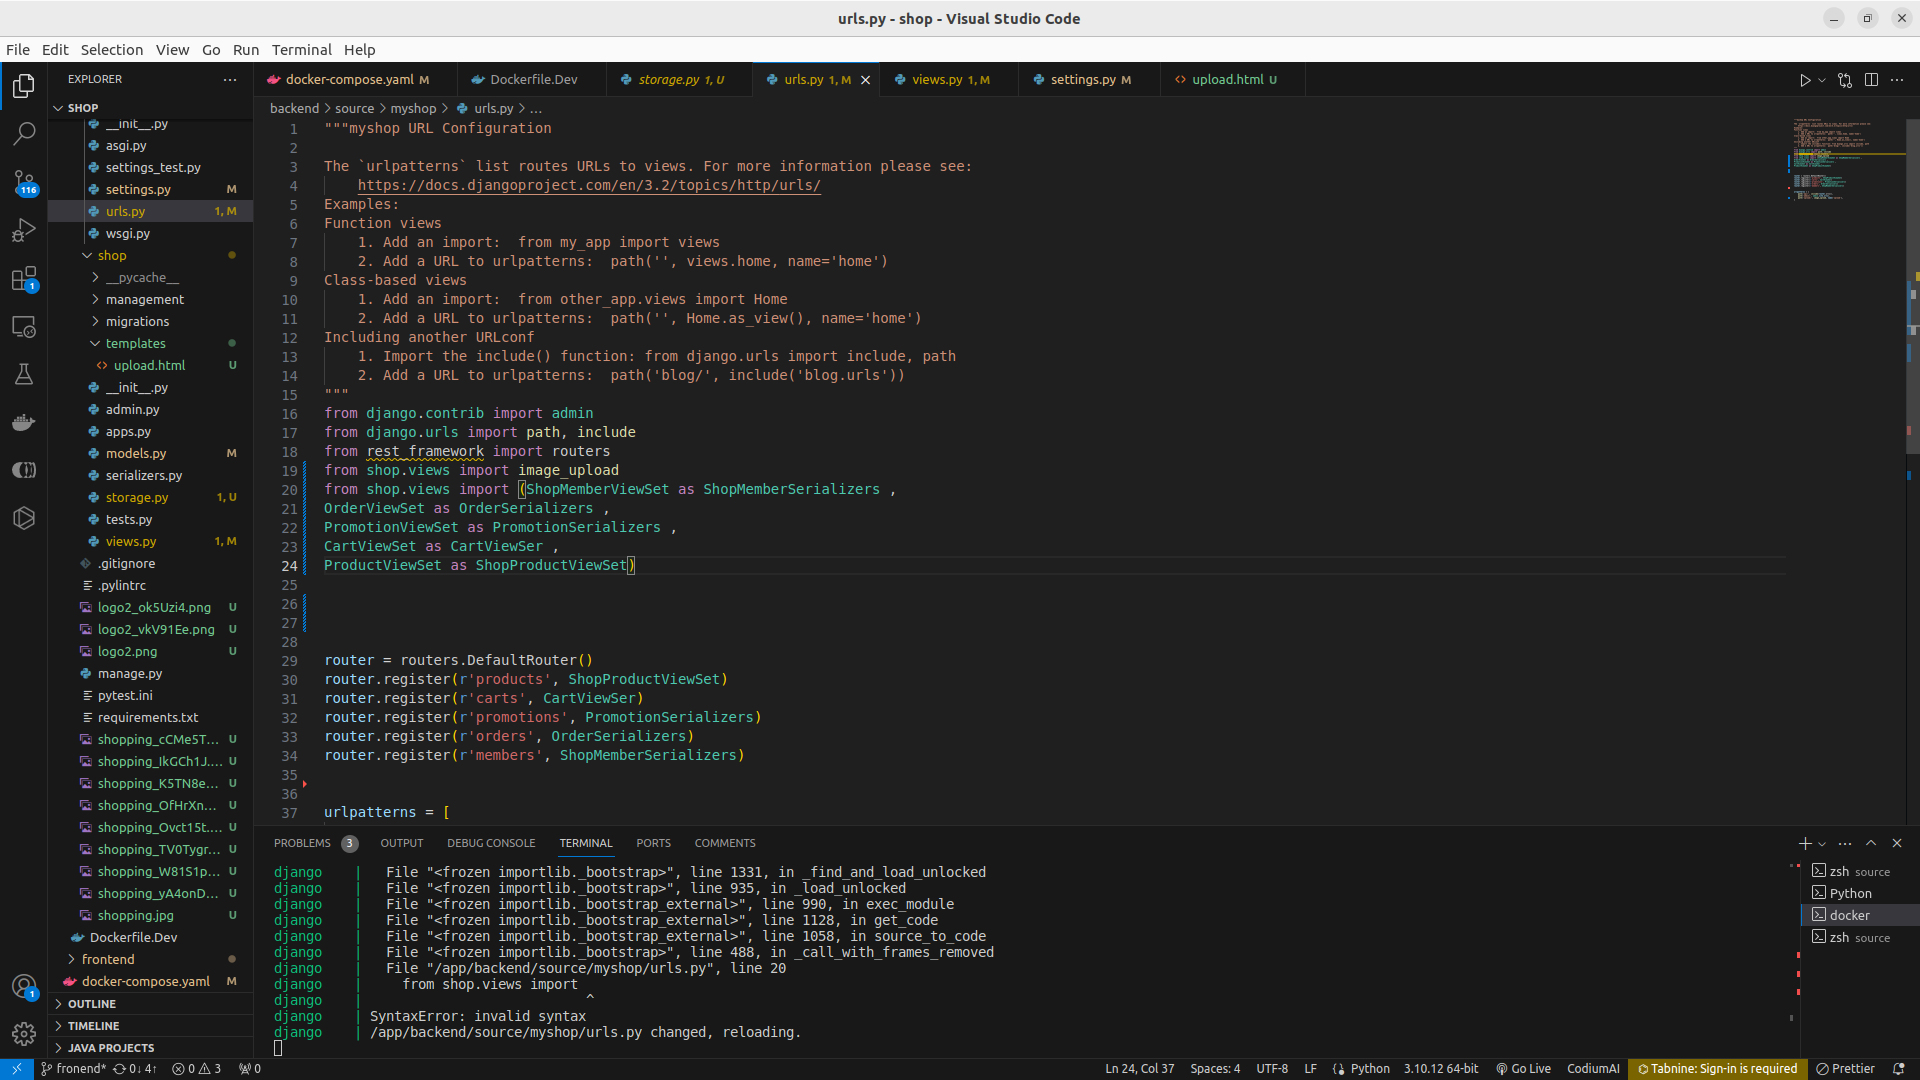 urls.py - shop - Visual Studio Code
File Edit Selection View Go Run Terminal Help
EXPLORER
docker-compose.yaml M
Dockerfile.Dev
storage.py 1, U
urls.py 1, M
views.py 1, M
settings.py M
upload.html U
SHOP
__init__.py
asgi.py
settings_test.py
settings.py M
urls.py 1, M
wsgi.py
shop
__pycache__
management
migrations
templates
upload.html U
__init__.py
admin.py
apps.py
models.py M
serializers.py
storage.py 1, U
tests.py
views.py 1, M
.gitignore
.pylintrc
logo2_ok5Uzi4.png U
logo2_vkV91Ee.png U
logo2.png U
manage.py
pytest.ini
requirements.txt
shopping_cCMe5T... U
shopping_IkGCh1J.... U
shopping_K5TN8e... U
shopping_OfHrXn... U
shopping_Ovct15t.... U
shopping_TV0Tygr... U
shopping_W81S1p... U
shopping_yA4onD... U
shopping.jpg U
Dockerfile.Dev
frontend
docker-compose.yaml M
OUTLINE
TIMELINE
JAVA PROJECTS
116
1
1
backend > source > myshop > urls.py > ...
1 """myshop URL Configuration
2
3 The `urlpatterns` list routes URLs to views. For more information please see:
4 https://docs.djangoproject.com/en/3.2/topics/http/urls/
5 Examples:
6 Function views
7 1. Add an import:  from my_app import views
8 2. Add a URL to urlpatterns:  path('', views.home, name='home')
9 Class-based views
10 1. Add an import:  from other_app.views import Home
11 2. Add a URL to urlpatterns:  path('', Home.as_view(), name='home')
12 Including another URLconf
13 1. Import the include() function: from django.urls import include, path
14 2. Add a URL to urlpatterns:  path('blog/', include('blog.urls'))
15 """
16 from django.contrib import admin
17 from django.urls import path, include
18 from rest_framework import routers
19 from shop.views import image_upload
20 from shop.views import (ShopMemberViewSet as ShopMemberSerializers ,
21 OrderViewSet as OrderSerializers ,
22 PromotionViewSet as PromotionSerializers ,
23 CartViewSet as CartViewSer ,
24 ProductViewSet as ShopProductViewSet)
25
26
27
28
29 router = routers.DefaultRouter()
30 router.register(r'products', ShopProductViewSet)
31 router.register(r'carts', CartViewSer)
32 router.register(r'promotions', PromotionSerializers)
33 router.register(r'orders', OrderSerializers)
34 router.register(r'members', ShopMemberSerializers)
35
36
37 urlpatterns = [
PROBLEMS 3 OUTPUT DEBUG CONSOLE TERMINAL PORTS COMMENTS
django | File "<frozen importlib._bootstrap>", line 1331, in _find_and_load_unlocked
django | File "<frozen importlib._bootstrap>", line 935, in _load_unlocked
django | File "<frozen importlib._bootstrap_external>", line 990, in exec_module
django | File "<frozen importlib._bootstrap_external>", line 1128, in get_code
django | File "<frozen importlib._bootstrap_external>", line 1058, in source_to_code
django | File "<frozen importlib._bootstrap>", line 488, in _call_with_frames_removed
django | File "/app/backend/source/myshop/urls.py", line 20
django | from shop.views import
django | ^
django | SyntaxError: invalid syntax
django | /app/backend/source/myshop/urls.py changed, reloading.
zsh source
Python
docker
zsh source
fronend* 0↓ 4↑ 0 3 0
Ln 24, Col 37 Spaces: 4 UTF-8 LF Python 3.10.12 64-bit Go Live CodiumAI Tabnine: Sign-in is required Prettier